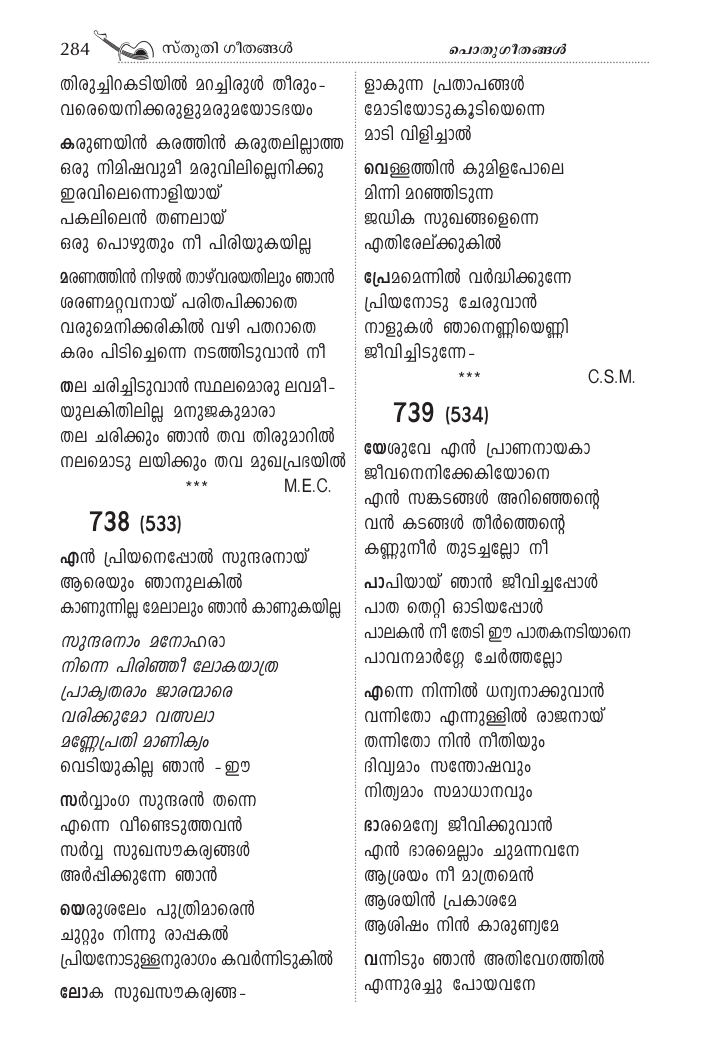 284 സ്തുതി ഗീതങ്ങൾ പൊതുഗീതങ്ങൾ
തിരുച്ചിറകടിയിൽ മറച്ചിരുൾ തീരും-
വരെയെനിക്കരുളുമരുമയോടഭയം
കരുണയിൻ കരത്തിൻ കരുതലില്ലാത്ത
ഒരു നിമിഷവുമീ മരുവിലില്ലെനിക്കു
ഇരവിലെന്നൊളിയായ്
പകലിലെൻ തണലായ്
ഒരു പൊഴുതും നീ പിരിയുകയില്ല
മരണത്തിൻ നിഴൽ താഴ്‌വരയതിലും ഞാൻ
ശരണമറ്റവനായ് പരിതപിക്കാതെ
വരുമെനിക്കരികിൽ വഴി പതറാതെ
കരം പിടിച്ചെന്നെ നടത്തിടുവാൻ നീ
തല ചരിച്ചിടുവാൻ സ്ഥലമൊരു ലവമീ-
യുലകിതിലില്ല മനുജകുമാരാ
തല ചരിക്കും ഞാൻ തവ തിരുമാറിൽ
നലമൊടു ലയിക്കും തവ മുഖപ്രഭയിൽ
*** M.E.C.
738 (533)
എൻ പ്രിയനെപ്പോൽ സുന്ദരനായ്
ആരെയും ഞാനുലകിൽ
കാണുന്നില്ല മേലാലും ഞാൻ കാണുകയില്ല
സുന്ദരനാം മനോഹരാ
നിന്നെ പിരിഞ്ഞീ ലോകയാത്ര
പ്രാകൃതരാം ജാരന്മാരെ
വരിക്കുമോ വത്സലാ
മണ്ണേപ്രതി മാണിക്യം
വെടിയുകില്ല ഞാൻ - ഈ
സർവ്വാംഗ സുന്ദരൻ തന്നെ
എന്നെ വീണ്ടെടുത്തവൻ
സർവ്വ സുഖസൗകര്യങ്ങൾ
അർപ്പിക്കുന്നേ ഞാൻ
യെരുശലേം പുത്രിമാരെൻ
ചുറ്റും നിന്നു രാപ്പകൽ
പ്രിയനോടുള്ളനുരാഗം കവർന്നിടുകിൽ
ലോക സുഖസൗകര്യങ്ങ-
ളാകുന്ന പ്രതാപങ്ങൾ
മോടിയോടുകൂടിയെന്നെ
മാടി വിളിച്ചാൽ
വെള്ളത്തിൻ കുമിളപോലെ
മിന്നി മറഞ്ഞിടുന്ന
ജഡിക സുഖങ്ങളെന്നെ
എതിരേല്ക്കുകിൽ
പ്രേമമെന്നിൽ വർദ്ധിക്കുന്നേ
പ്രിയനോടു ചേരുവാൻ
നാളുകൾ ഞാനെണ്ണിയെണ്ണി
ജീവിച്ചിടുന്നേ-
*** C.S.M.
739 (534)
യേശുവേ എൻ പ്രാണനായകാ
ജീവനെനിക്കേകിയോനെ
എൻ സങ്കടങ്ങൾ അറിഞ്ഞെന്റെ
വൻ കടങ്ങൾ തീർത്തെന്റെ
കണ്ണുനീർ തുടച്ചല്ലോ നീ
പാപിയായ് ഞാൻ ജീവിച്ചപ്പോൾ
പാത തെറ്റി ഓടിയപ്പോൾ
പാലകൻ നീ തേടി ഈ പാതകനടിയാനെ
പാവനമാർഗ്ഗേ ചേർത്തല്ലോ
എന്നെ നിന്നിൽ ധന്യനാക്കുവാൻ
വന്നിതോ എന്നുള്ളിൽ രാജനായ്
തന്നിതോ നിൻ നീതിയും
ദിവ്യമാം സന്തോഷവും
നിത്യമാം സമാധാനവും
ഭാരമെന്യേ ജീവിക്കുവാൻ
എൻ ഭാരമെല്ലാം ചുമന്നവനേ
ആശ്രയം നീ മാത്രമെൻ
ആശയിൻ പ്രകാശമേ
ആശിഷം നിൻ കാരുണ്യമേ
വന്നിടും ഞാൻ അതിവേഗത്തിൽ
എന്നുരച്ചു പോയവനേ